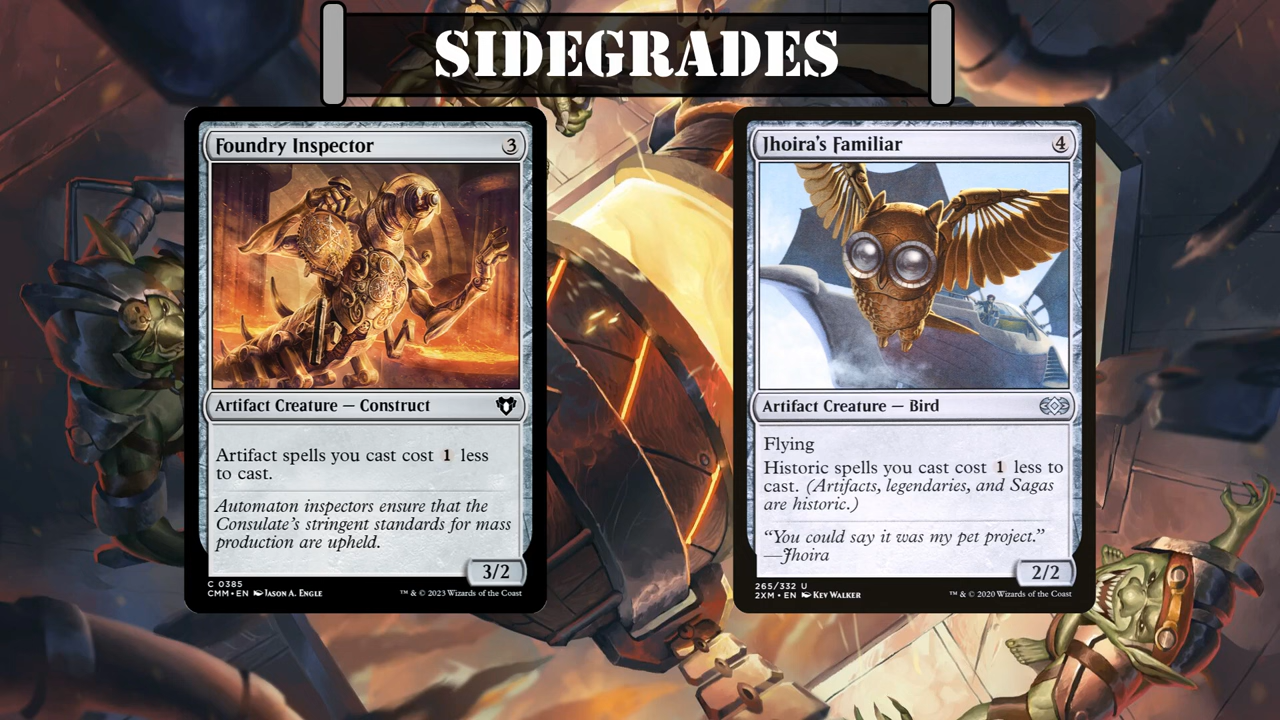 SIDEGRADES
Foundry Inspector 3
Artifact Creature — Construct
Artifact spells you cast cost 1 less
to cast.
Automaton inspectors ensure that the
Consulate's stringent standards for mass
production are upheld.
3/2
C 0385
CMM • EN Jason A. Engle
™ & © 2023 Wizards of the Coast
Jhoira's Familiar 4
Artifact Creature — Bird
Flying
Historic spells you cast cost 1 less to
cast. (Artifacts, legendaries, and Sagas
are historic.)
“You could say it was my pet project.”
—Jhoira
2/2
265/332 U
2XM • EN Kev Walker
™ & © 2020 Wizards of the Coast